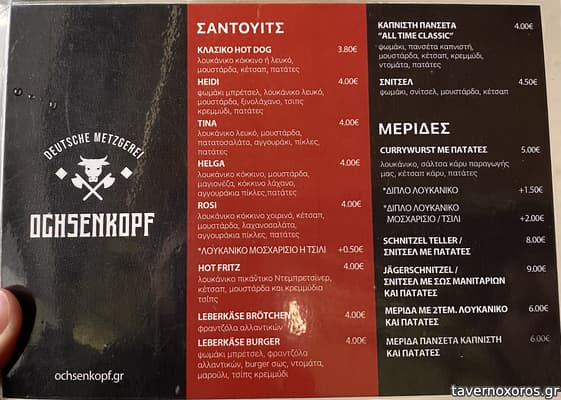 DEUTSCHE METZGEREI
OCHSENKOPF
ochsenkopf.gr
ΣΑΝΤΟΥΙΤΣ
ΚΛΑΣΙΚΟ HOT DOG 3.80€
λουκάνικο κόκκινο ή λευκό,
μουστάρδα, κέτσαπ, πατάτες
HEIDI 4.00€
ψωμάκι μπρέτσελ, λουκάνικο λευκό,
μουστάρδα, ξινολάχανο, τσιπς
κρεμμύδι, πατάτες
TINA 4.00€
λουκάνικο λευκό, μουστάρδα,
πατατοσαλάτα, αγγουράκι, πίκλες,
πατάτες
HELGA 4.00€
λουκάνικο κόκκινο, μουστάρδα,
μαγιονέζα, κόκκινο λάχανο,
αγγουράκια πίκλες,πατάτες
ROSI 4.00€
λουκάνικο κόκκινο χοιρινό, κέτσαπ,
μουστάρδα, λαχανοσαλάτα,
αγγουράκια πίκλες, πατάτες
*ΛΟΥΚΑΝΙΚΟ ΜΟΣΧΑΡΙΣΙΟ Η ΤΣΙΛΙ +0.50€
HOT FRITZ 4.00€
λουκάνικο πικάντικο Ντεμπρετσίνερ,
κέτσαπ, μουστάρδα και κρεμμύδια
τσίπς
LEBERKÄSE BRÖTCHEN 4.00€
φραντζόλα αλλαντικών
LEBERKÄSE BURGER 4.00€
ψωμάκι μπρέτσελ, φραντζόλα
αλλαντικών, burger σως, ντομάτα,
μαρούλι, τσίπς κρεμμύδι
ΚΑΠΝΙΣΤΗ ΠΑΝΣΕΤΑ 4.00€
"ALL TIME CLASSIC"
ψωμάκι, πανσέτα καπνιστή,
μουστάρδα, κέτσαπ, κρεμμύδι,
ντομάτα, πατάτες
ΣΝΙΤΣΕΛ 4.50€
ψωμάκι, σνίτσελ, μουστάρδα, κέτσαπ
ΜΕΡΙΔΕΣ
CURRYWURST ΜΕ ΠΑΤΑΤΕΣ 5.00€
λουκάνικο, σάλτσα κάρυ παραγωγής
μας, κέτσαπ κάρυ, πατάτες
*ΔΙΠΛΟ ΛΟΥΚΑΝΙΚΟ +1.50€
*ΔΙΠΛΟ ΛΟΥΚΑΝΙΚΟ
ΜΟΣΧΑΡΙΣΙΟ / ΤΣΙΛΙ +2.00€
SCHNITZEL TELLER / 8.00€
ΣΝΙΤΣΕΛ ΜΕ ΠΑΤΑΤΕΣ
JÄGERSCHNITZEL / 9.00€
ΣΝΙΤΣΕΛ ΜΕ ΣΩΣ ΜΑΝΙΤΑΡΙΩΝ
ΚΑΙ ΠΑΤΑΤΕΣ
ΜΕΡΙΔΑ ΜΕ 2ΤΕΜ. ΛΟΥΚΑΝΙΚΟ 6.00€
ΚΑΙ ΠΑΤΑΤΕΣ
ΜΕΡΙΔΑ ΠΑΝΣΕΤΑ ΚΑΠΝΙΣΤΗ 6.00€
ΚΑΙ ΠΑΤΑΤΕΣ
tavernoxoros.gr